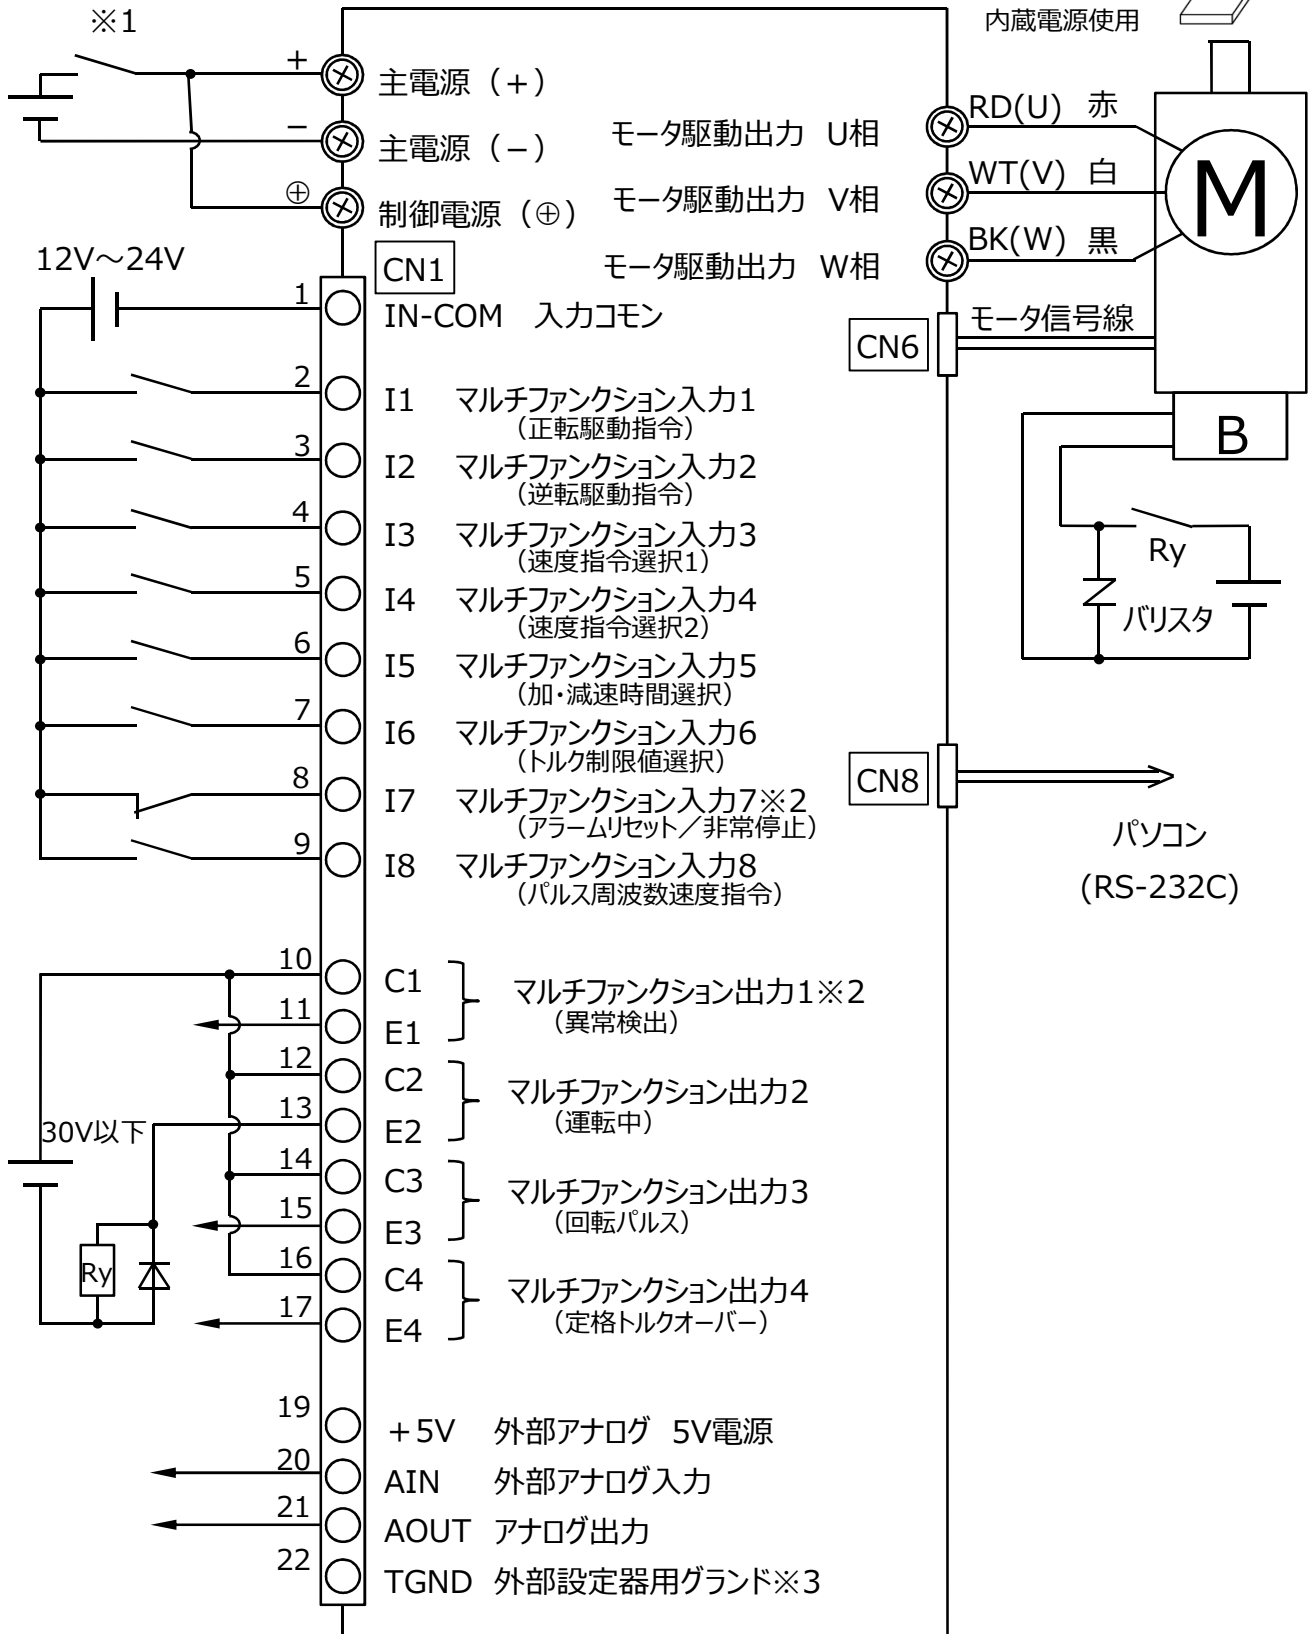 ※1
内蔵電源使用
+
主電源（+）
RD(U) 赤
モータ駆動出力 U相
−
主電源（−）
WT(V) 白
M
モータ駆動出力 V相
⊕
制御電源（⊕）
BK(W) 黒
モータ駆動出力 W相
12V～24V
CN1
1
IN-COM 入力コモン
モータ信号線
CN6
2
I1 マルチファンクション入力1
（正転駆動指令）
B
3
I2 マルチファンクション入力2
（逆転駆動指令）
4
I3 マルチファンクション入力3
（速度指令選択1）
Ry
5
I4 マルチファンクション入力4
（速度指令選択2）
バリスタ
6
I5 マルチファンクション入力5
（加・減速時間選択）
7
I6 マルチファンクション入力6
（トルク制限値選択）
8
I7 マルチファンクション入力7※2
（アラームリセット／非常停止）
CN8
パソコン
(RS-232C)
9
I8 マルチファンクション入力8
（パルス周波数速度指令）
10
C1
マルチファンクション出力1※2
（異常検出）
11
E1
12
C2
マルチファンクション出力2
（運転中）
13
E2
30V以下
14
C3
マルチファンクション出力3
（回転パルス）
15
E3
16
C4
Ry
マルチファンクション出力4
（定格トルクオーバー）
17
E4
19
+5V 外部アナログ 5V電源
20
AIN 外部アナログ入力
21
AOUT アナログ出力
22
TGND 外部設定器用グランド※3